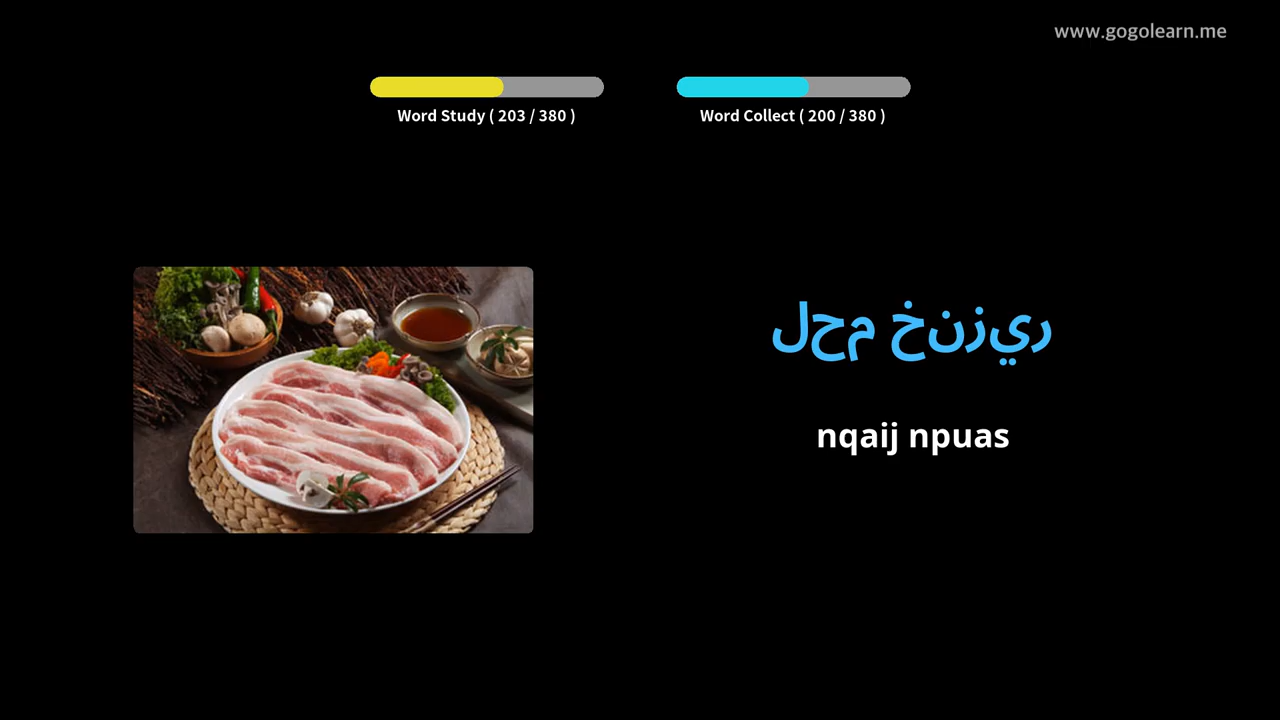 www.gogolearn.me
Word Study ( 203 / 380 )
Word Collect ( 200 / 380 )
لحم خنزير
nqaij npuas